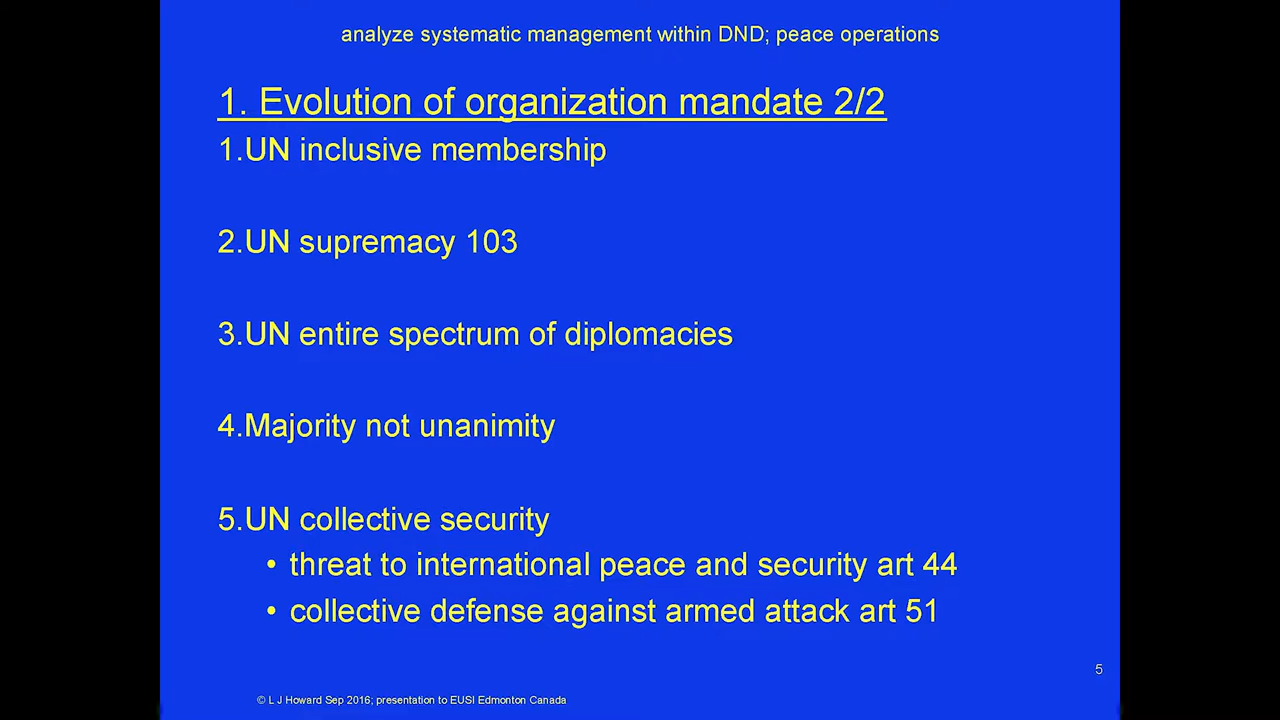 analyze systematic management within DND; peace operations
1. Evolution of organization mandate 2/2
1.UN inclusive membership
2.UN supremacy 103
3.UN entire spectrum of diplomacies
4.Majority not unanimity
5.UN collective security
• threat to international peace and security art 44
• collective defense against armed attack art 51
5
© L J Howard Sep 2016; presentation to EUSI Edmonton Canada